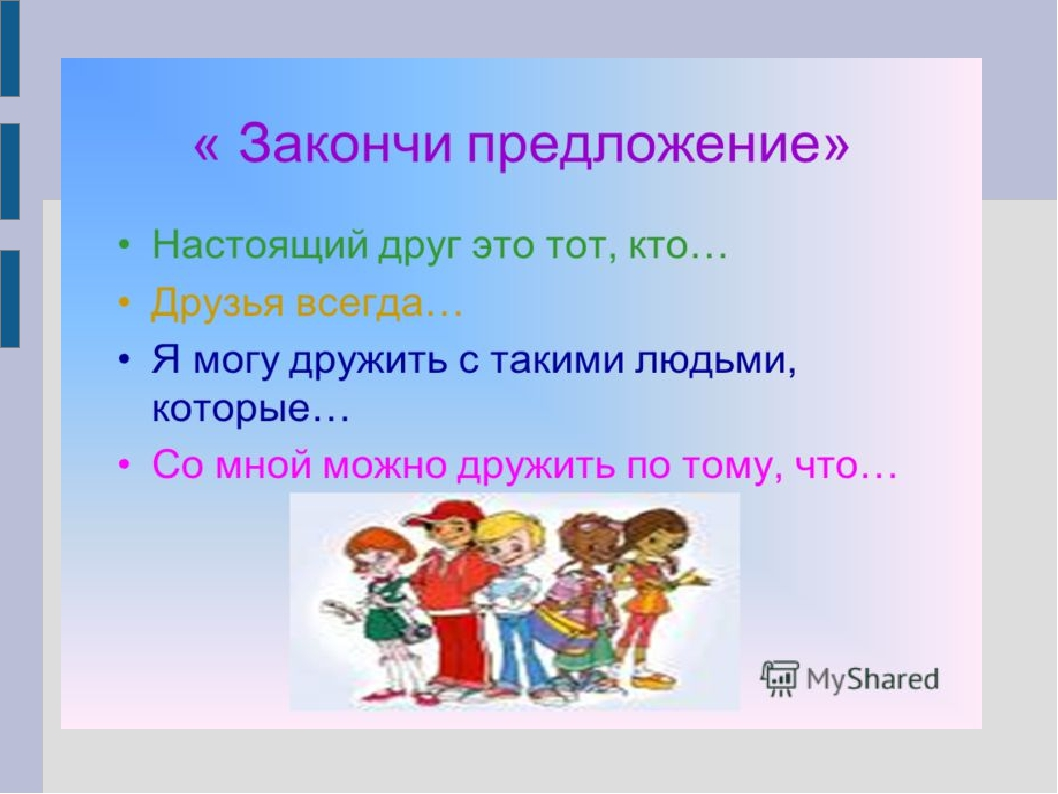 « Закончи предложение»
• Настоящий друг это тот, кто…
• Друзья всегда…
• Я могу дружить с такими людьми,
которые…
• Со мной можно дружить по тому, что…
MyShared